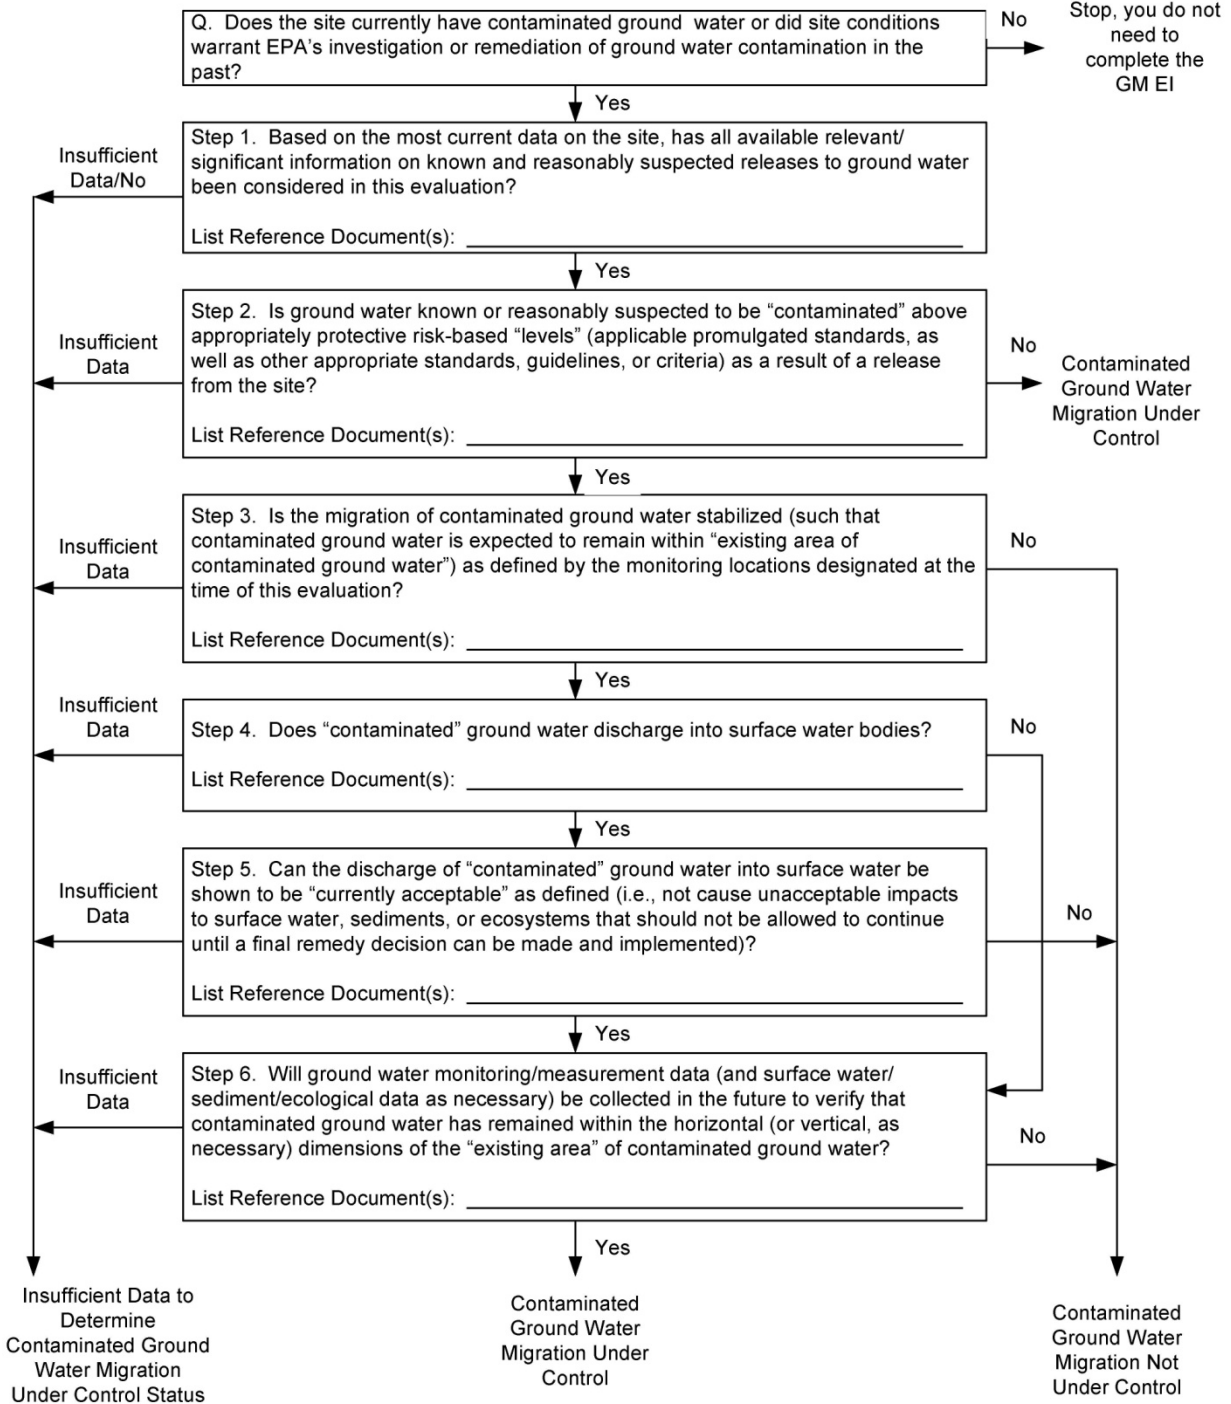 Q. Does the site currently have contaminated ground water or did site conditions
warrant EPA's investigation or remediation of ground water contamination in the
past?
No
Stop, you do not
need to
complete the
GM EI
Yes
Insufficient
Data/No
Step 1. Based on the most current data on the site, has all available relevant/
significant information on known and reasonably suspected releases to ground water
been considered in this evaluation?
List Reference Document(s):
Yes
Insufficient
Data
Step 2. Is ground water known or reasonably suspected to be “contaminated” above
appropriately protective risk-based “levels” (applicable promulgated standards, as
well as other appropriate standards, guidelines, or criteria) as a result of a release
from the site?
List Reference Document(s):
No
Contaminated
Ground Water
Migration Under
Control
Yes
Insufficient
Data
Step 3. Is the migration of contaminated ground water stabilized (such that
contaminated ground water is expected to remain within “existing area of
contaminated ground water”) as defined by the monitoring locations designated at the
time of this evaluation?
List Reference Document(s):
No
Yes
Insufficient
Data
Step 4. Does “contaminated” ground water discharge into surface water bodies?
List Reference Document(s):
No
Yes
Insufficient
Data
Step 5. Can the discharge of “contaminated” ground water into surface water be
shown to be “currently acceptable” as defined (i.e., not cause unacceptable impacts
to surface water, sediments, or ecosystems that should not be allowed to continue
until a final remedy decision can be made and implemented)?
List Reference Document(s):
No
Yes
Insufficient
Data
Step 6. Will ground water monitoring/measurement data (and surface water/
sediment/ecological data as necessary) be collected in the future to verify that
contaminated ground water has remained within the horizontal (or vertical, as
necessary) dimensions of the “existing area” of contaminated ground water?
List Reference Document(s):
No
Yes
Insufficient Data to
Determine
Contaminated Ground
Water Migration
Under Control Status
Contaminated
Ground Water
Migration Under
Control
Contaminated
Ground Water
Migration Not
Under Control